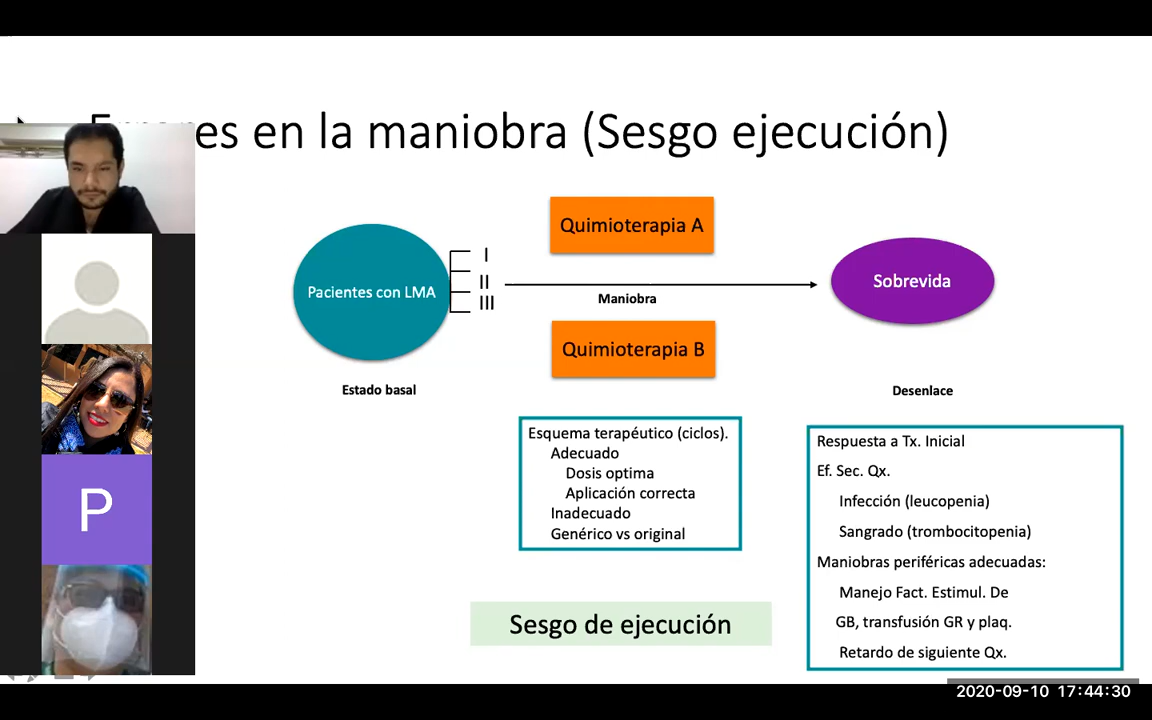 es en la maniobra (Sesgo ejecución)
Quimioterapia A
I
II
III
Pacientes con LMA
Maniobra
Sobrevida
Quimioterapia B
Estado basal
Desenlace
Esquema terapéutico (ciclos).
Adecuado
Dosis optima
Aplicación correcta
Inadecuado
Genérico vs original
Respuesta a Tx. Inicial
Ef. Sec. Qx.
Infección (leucopenia)
Sangrado (trombocitopenia)
Maniobras periféricas adecuadas:
Manejo Fact. Estimul. De
GB, transfusión GR y plaq.
Retardo de siguiente Qx.
P
Sesgo de ejecución
2020-09-10 17:44:30